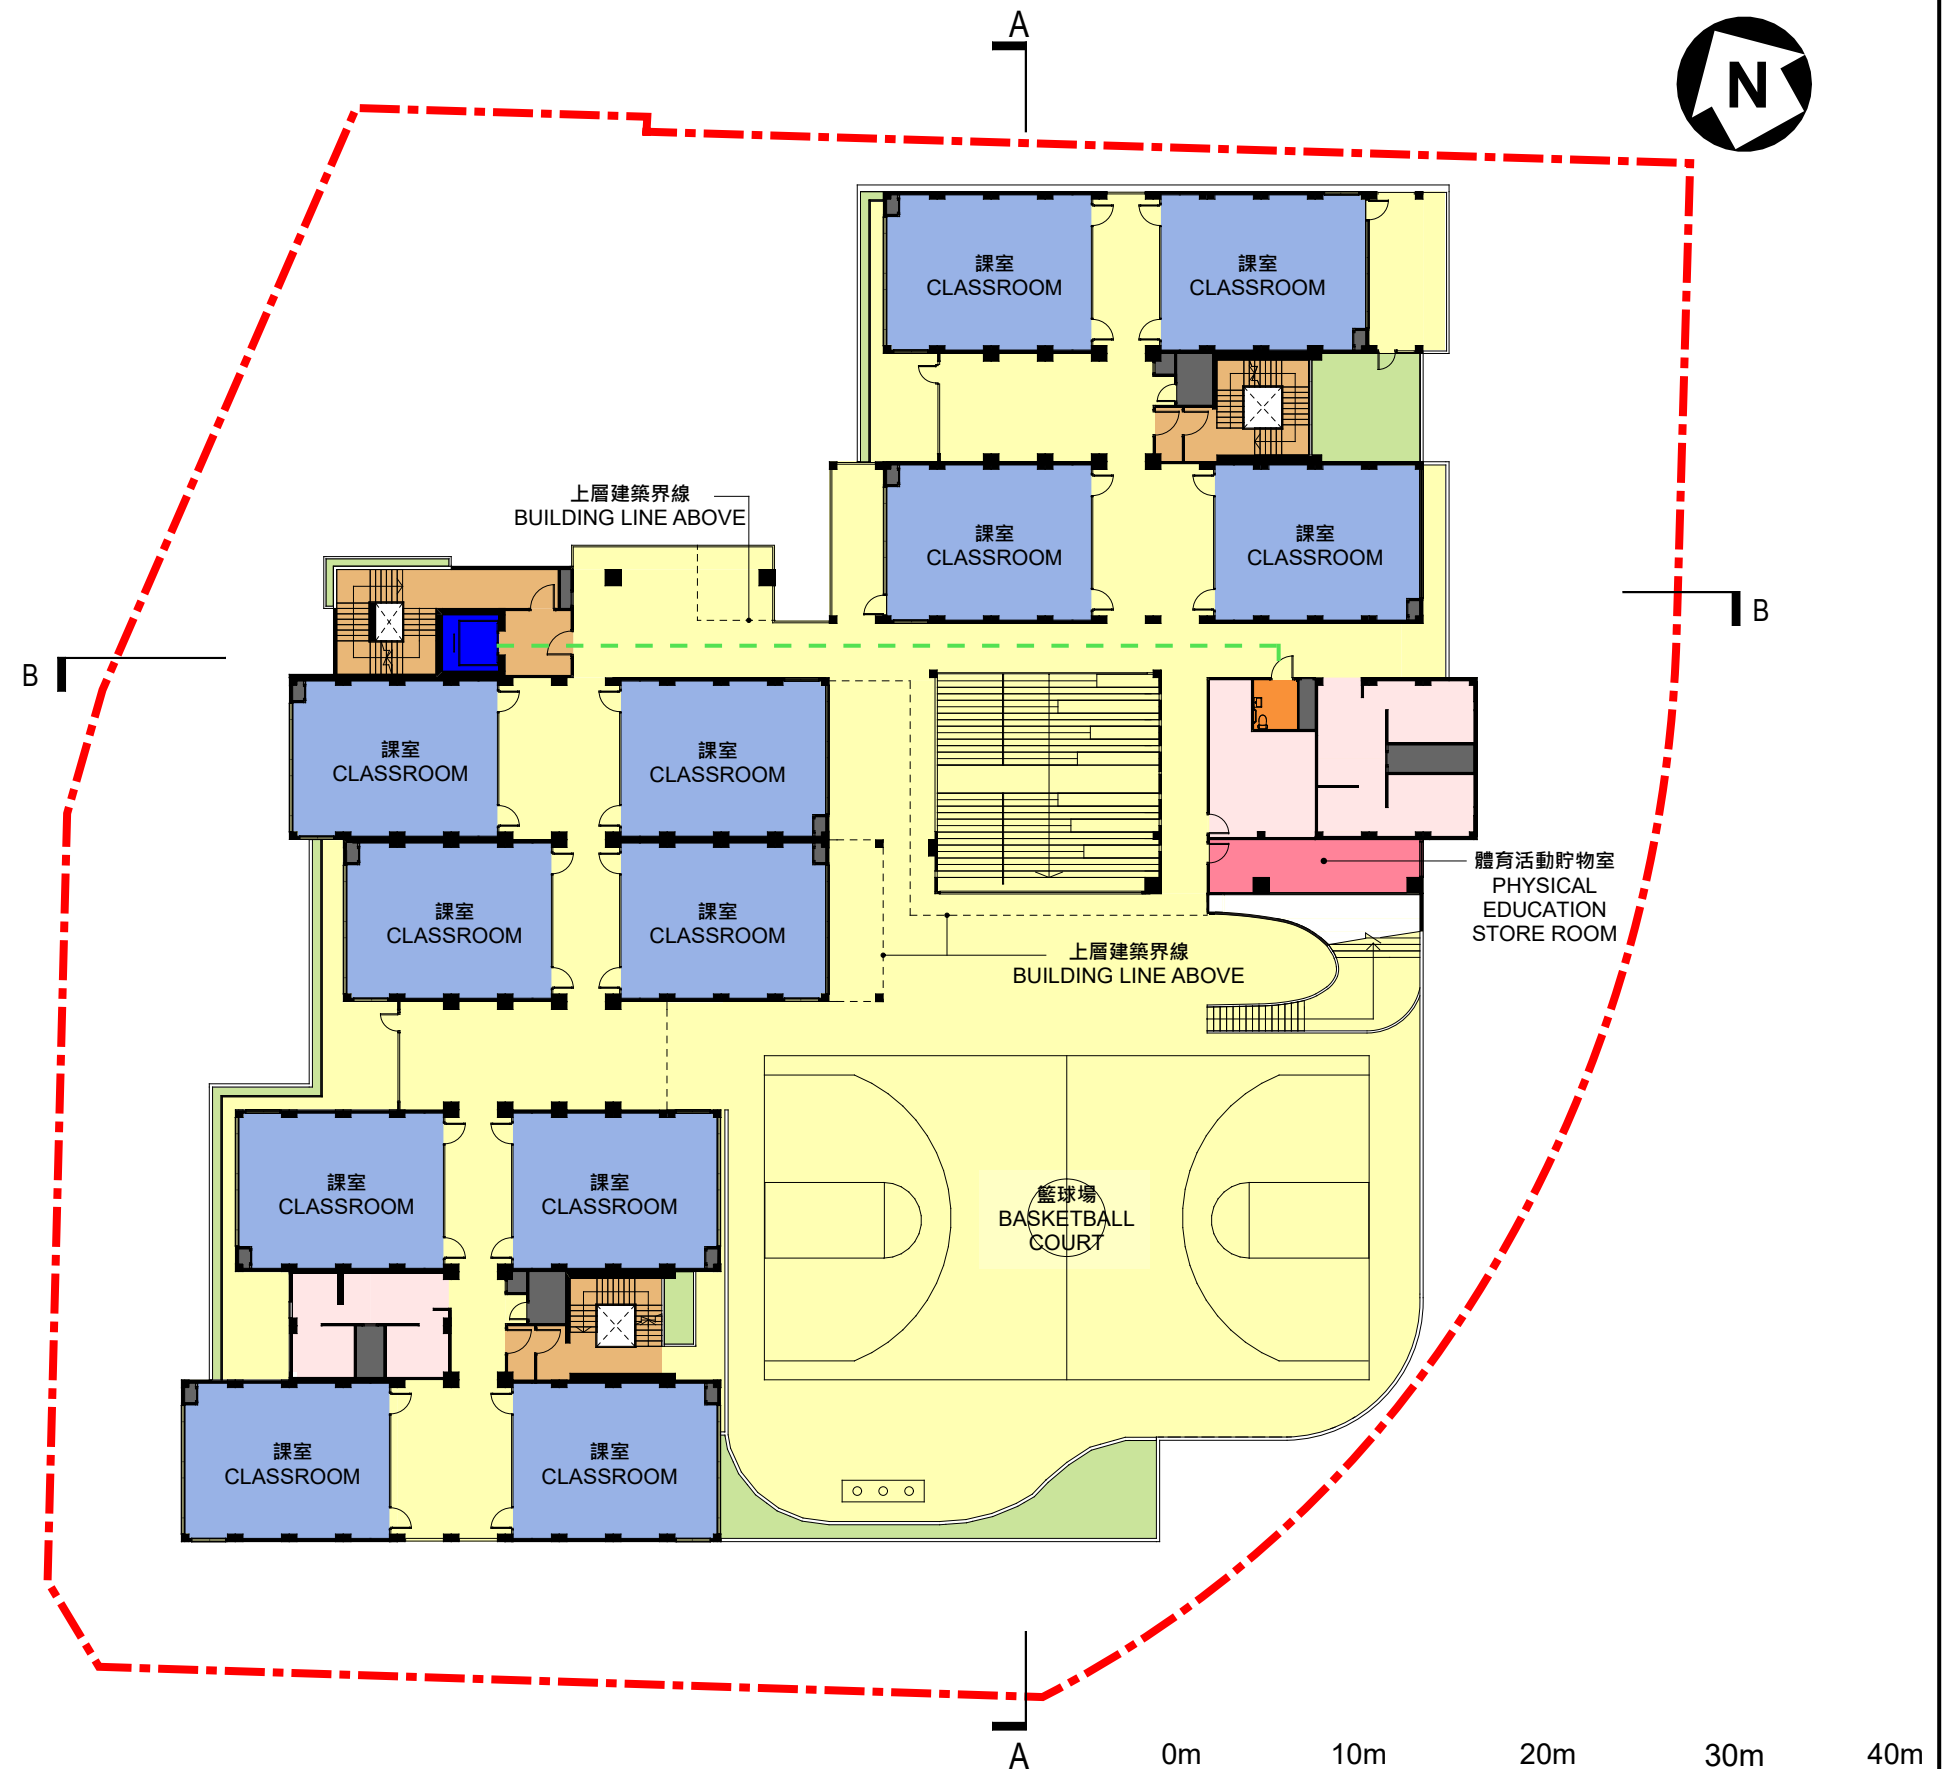 A
N
課室
CLASSROOM
課室
CLASSROOM
上層建築界線
BUILDING LINE ABOVE
課室
CLASSROOM
課室
CLASSROOM
B
B
課室
CLASSROOM
課室
CLASSROOM
體育活動貯物室
PHYSICAL
EDUCATION
STORE ROOM
課室
CLASSROOM
課室
CLASSROOM
上層建築界線
BUILDING LINE ABOVE
課室
CLASSROOM
課室
CLASSROOM
籃球場
BASKETBALL
COURT
課室
CLASSROOM
課室
CLASSROOM
A
0m
10m
20m
30m
40m